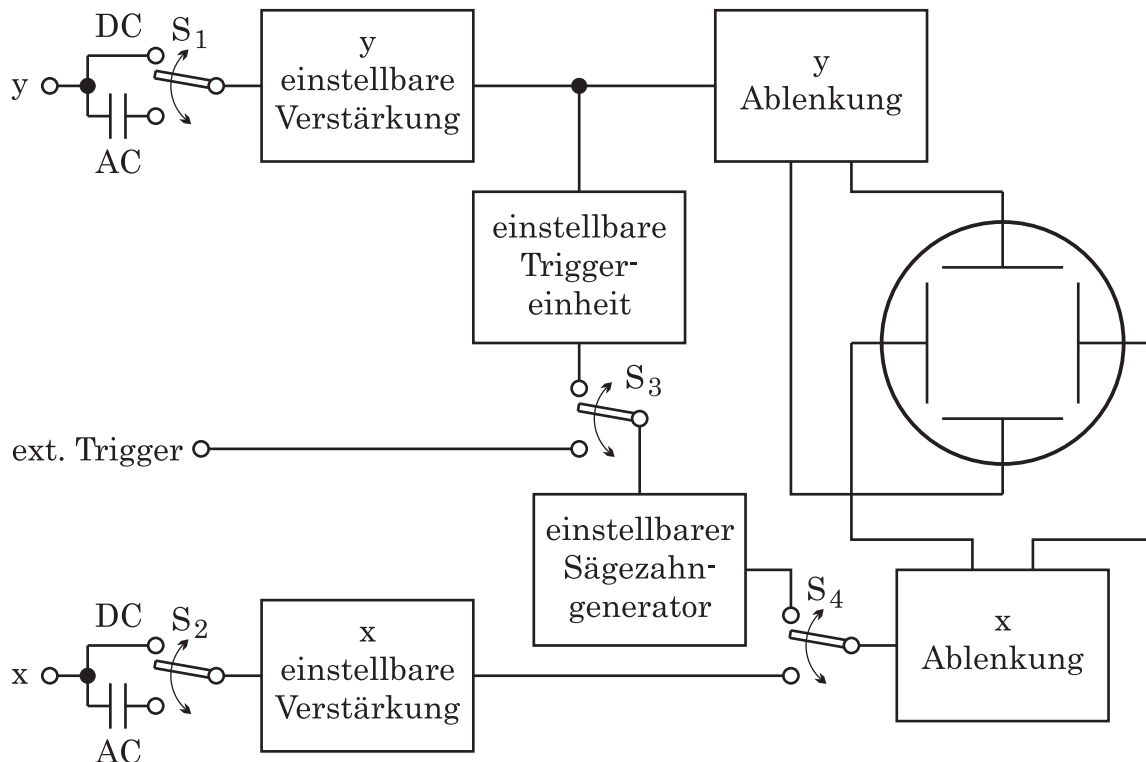 DC
S1
y
AC
y
einstellbare
Verstärkung
y
Ablenkung
einstellbare
Trigger-
einheit
S3
ext. Trigger
einstellbarer
Sägezahn-
generator
S4
DC
S2
x
AC
x
einstellbare
Verstärkung
x
Ablenkung